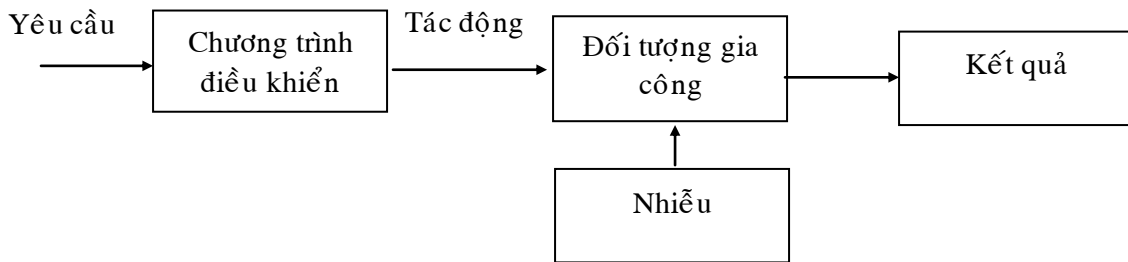 Yêu cầu
Chương trình
điều khiển
Tác động
Đối tượng gia
công
Kết quả
Nhiễu